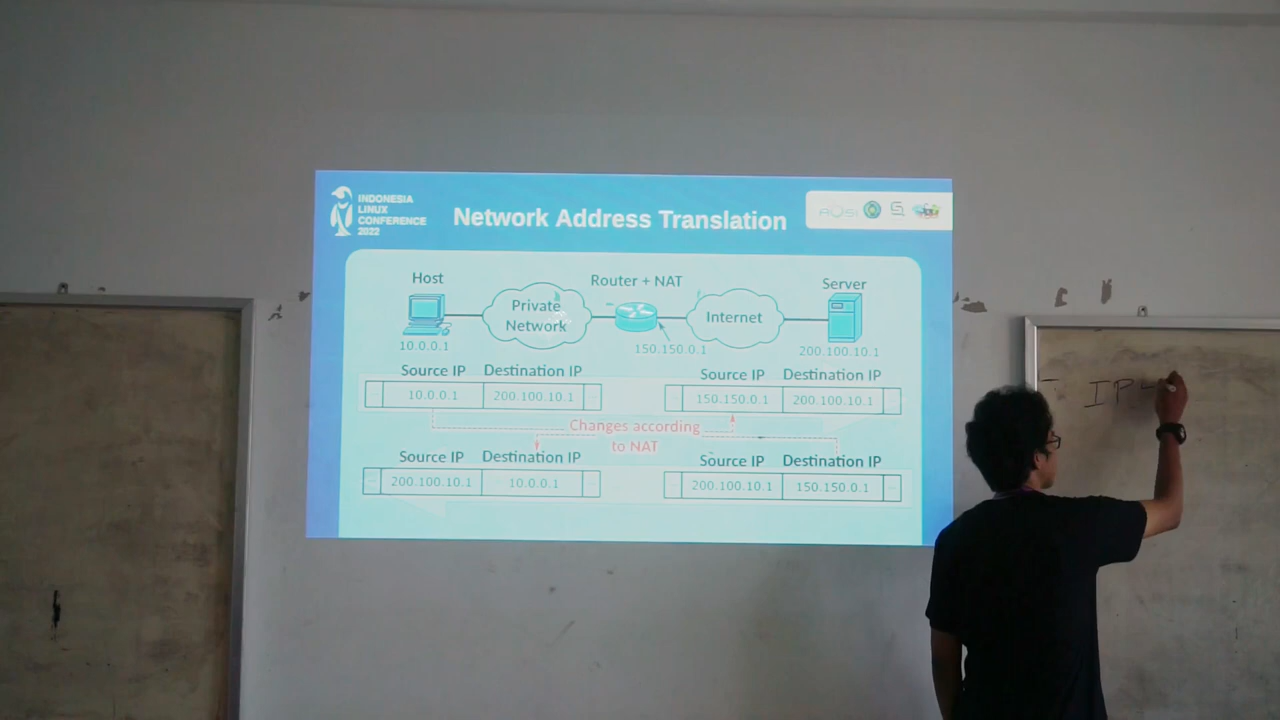 INDONESIA
LINUX
CONFERENCE
2022
Network Address Translation
AOSI
Host
Router + NAT
Server
Private
Network
Internet
10.0.0.1
150.150.0.1
200.100.10.1
Source IP Destination IP
10.0.0.1 200.100.10.1
Source IP Destination IP
150.150.0.1 200.100.10.1
Changes according
to NAT
Source IP Destination IP
200.100.10.1 10.0.0.1
Source IP Destination IP
200.100.10.1 150.150.0.1
IP